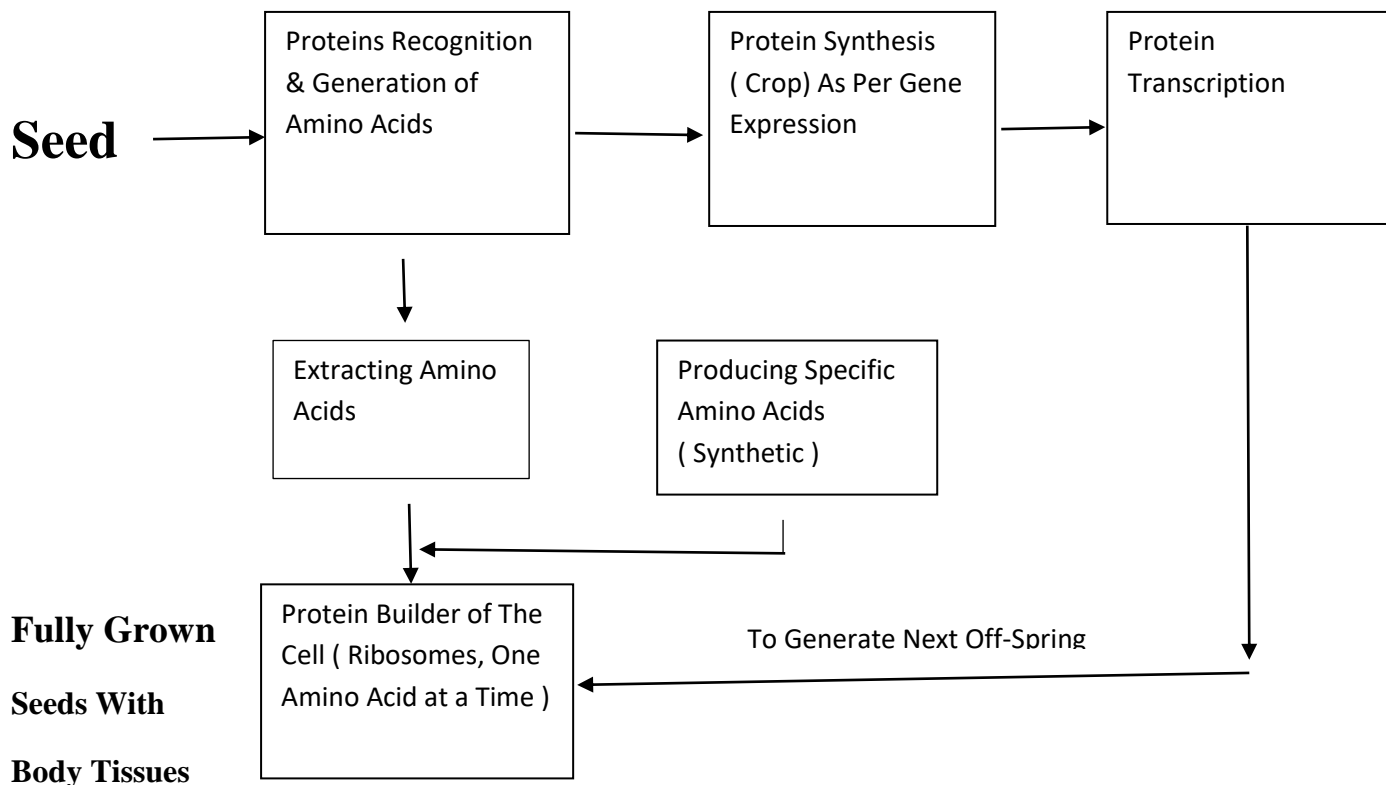 Proteins Recognition
& Generation of
Amino Acids
Protein Synthesis
( Crop) As Per Gene
Expression
Protein
Transcription
Seed
Extracting Amino
Acids
Producing Specific
Amino Acids
( Synthetic )
Protein Builder of The
Cell ( Ribosomes, One
Amino Acid at a Time )
To Generate Next Off-Spring
Fully Grown
Seeds With
Body Tissues